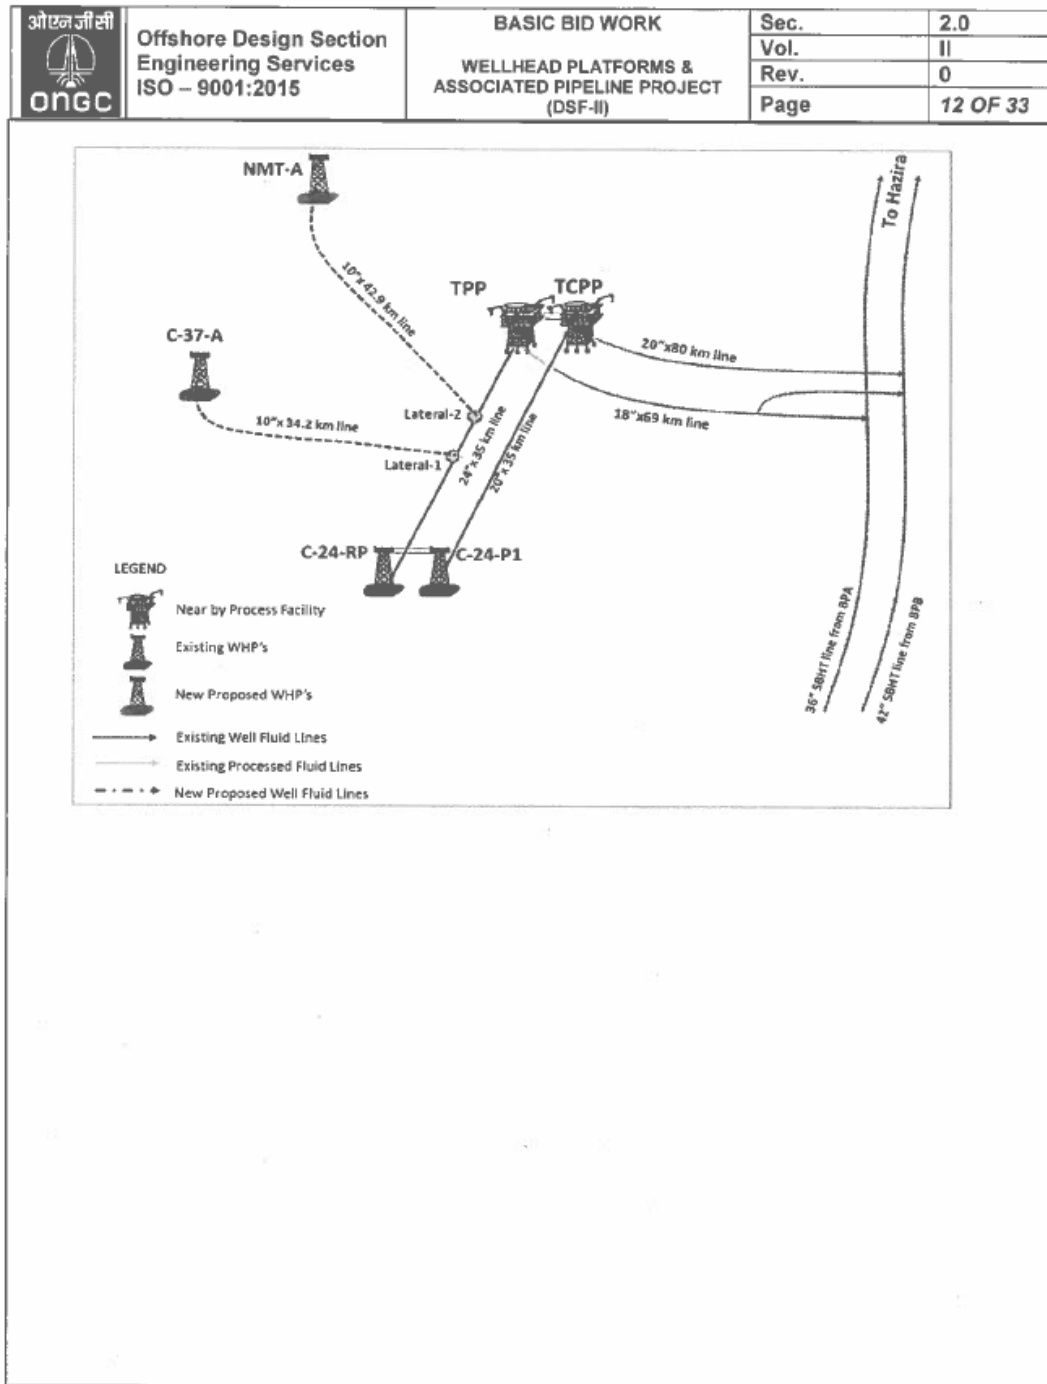 ओएनजीसी
ONGC
Offshore Design Section
Engineering Services
ISO – 9001:2015
BASIC BID WORK
WELLHEAD PLATFORMS &
ASSOCIATED PIPELINE PROJECT
(DSF-II)
Sec. 2.0
Vol. II
Rev. 0
Page 12 OF 33
NMT-A
To Hazira
10"x42.9 km line
TPP
TCPP
C-37-A
20"x80 km line
10"x 34.2 km line
Lateral-2
18"x69 km line
Lateral-1
24"x 35 km line
20"x 35 km line
C-24-RP
C-24-P1
LEGEND
Near by Process Facility
Existing WHP's
New Proposed WHP's
Existing Well Fluid Lines
Existing Processed Fluid Lines
New Proposed Well Fluid Lines
36" SBHT line from BPA
42" SBHT line from BPB